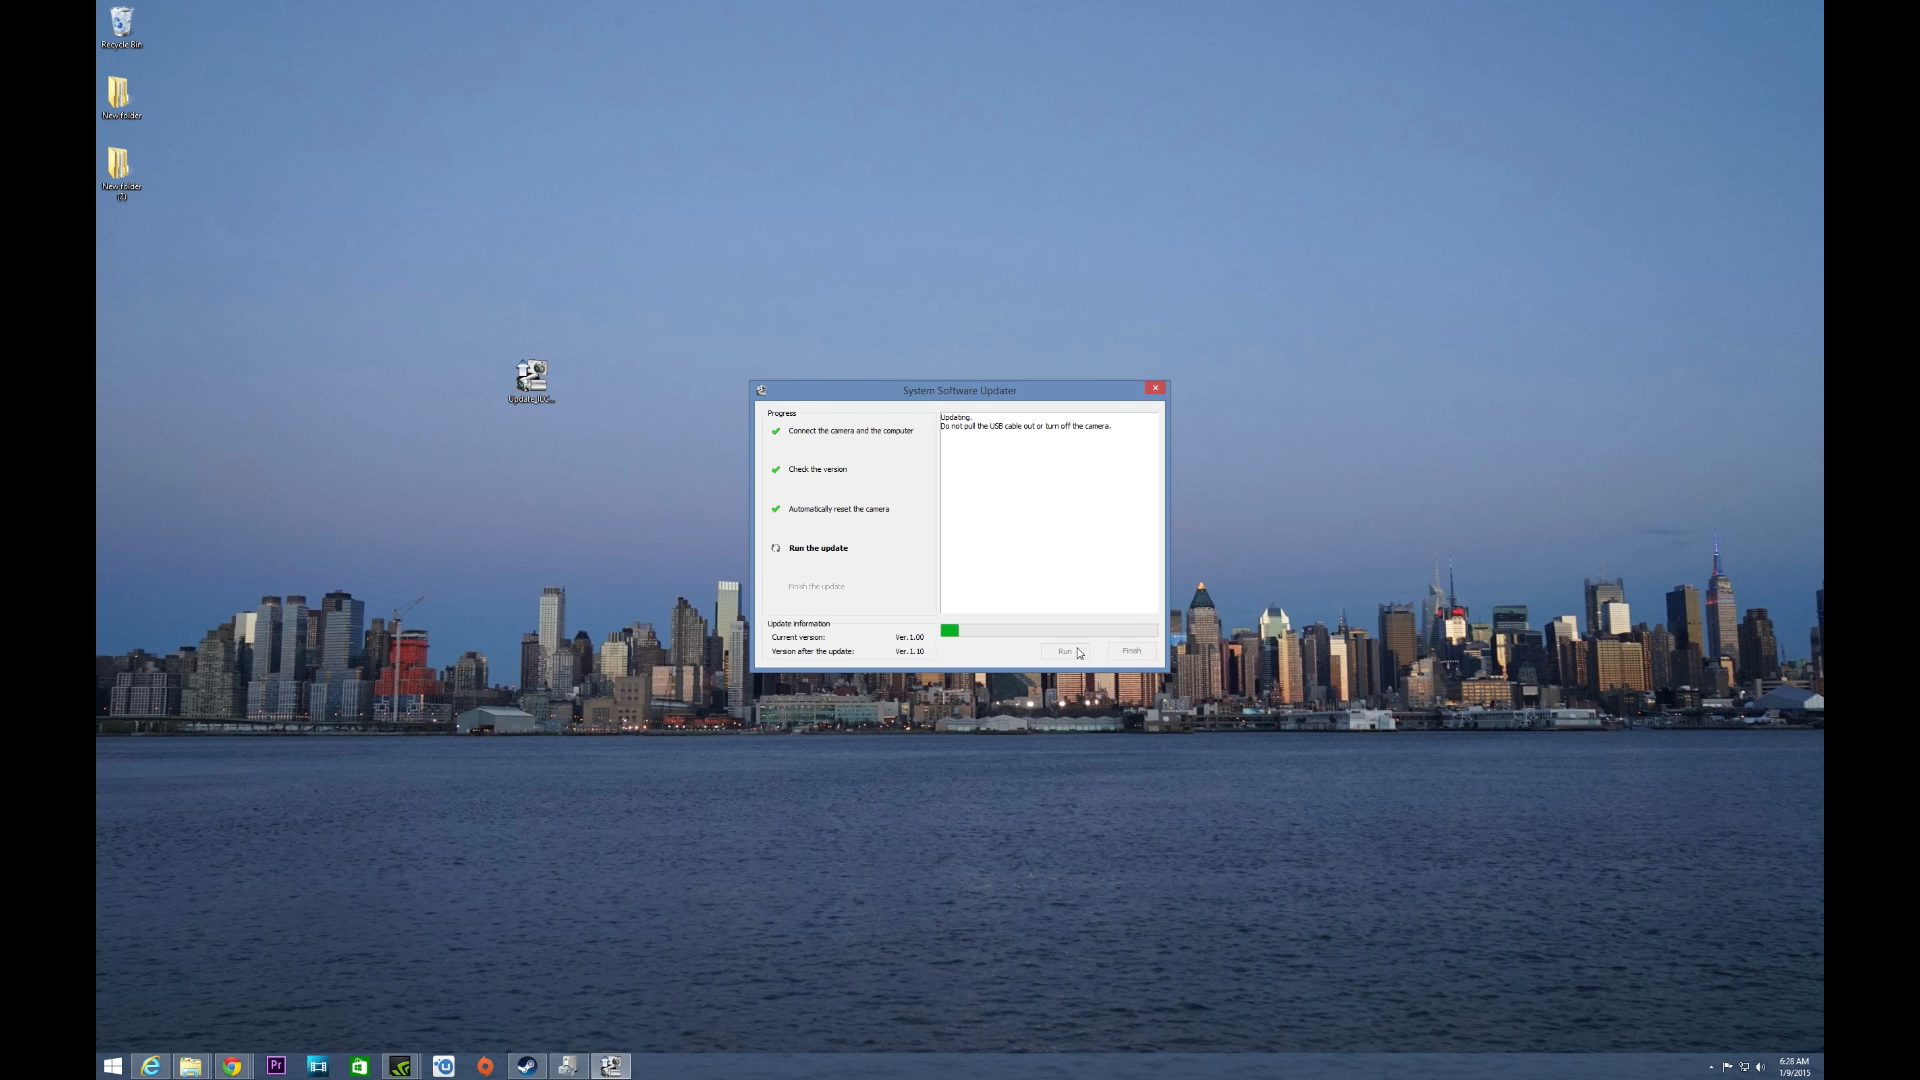 Recycle Bin
New folder
New folder
(2)
Update_ILC...
System Software Updater
Progress
Connect the camera and the computer
Check the version
Automatically reset the camera
Run the update
Finish the update
Updating.
Do not pull the USB cable out or turn off the camera.
Update information
Current version: Ver.1.00
Version after the update: Ver.1.10
Run
Finish
Pr
6:28 AM
1/9/2015